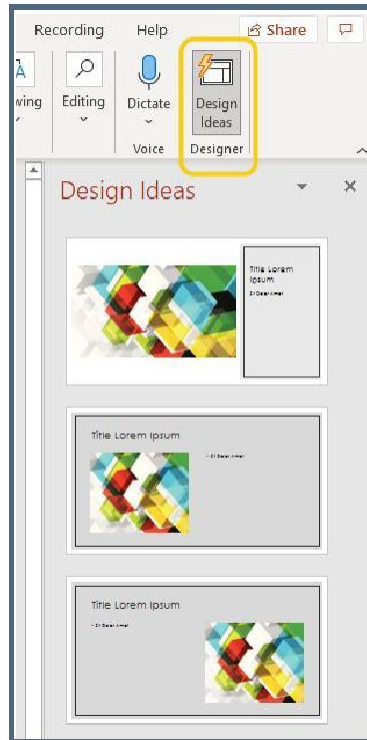 Recording Help Share
wing Editing Dictate Design
Ideas
Voice Designer
Design Ideas
Title Lorem
Ipsum
Title Lorem Ipsum
Title Lorem Ipsum